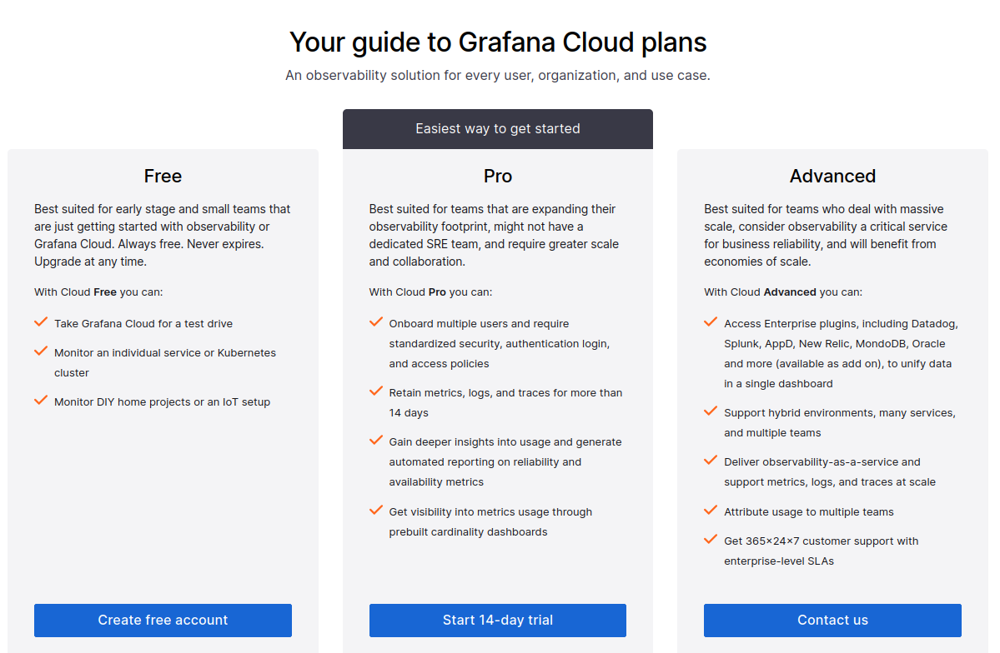 Your guide to Grafana Cloud plans
An observability solution for every user, organization, and use case.
Easiest way to get started
Free
Best suited for early stage and small teams that
are just getting started with observability or
Grafana Cloud. Always free. Never expires.
Upgrade at any time.
With Cloud Free you can:
Take Grafana Cloud for a test drive
Monitor an individual service or Kubernetes
cluster
Monitor DIY home projects or an IoT setup
Create free account
Pro
Best suited for teams that are expanding their
observability footprint, might not have a
dedicated SRE team, and require greater scale
and collaboration.
With Cloud Pro you can:
Onboard multiple users and require
standardized security, authentication login,
and access policies
Retain metrics, logs, and traces for more than
14 days
Gain deeper insights into usage and generate
automated reporting on reliability and
availability metrics
Get visibility into metrics usage through
prebuilt cardinality dashboards
Start 14-day trial
Advanced
Best suited for teams who deal with massive
scale, consider observability a critical service
for business reliability, and will benefit from
economies of scale.
With Cloud Advanced you can:
Access Enterprise plugins, including Datadog,
Splunk, AppD, New Relic, MondoDB, Oracle
and more (available as add on), to unify data
in a single dashboard
Support hybrid environments, many services,
and multiple teams
Deliver observability-as-a-service and
support metrics, logs, and traces at scale
Attribute usage to multiple teams
Get 365×24×7 customer support with
enterprise-level SLAs
Contact us